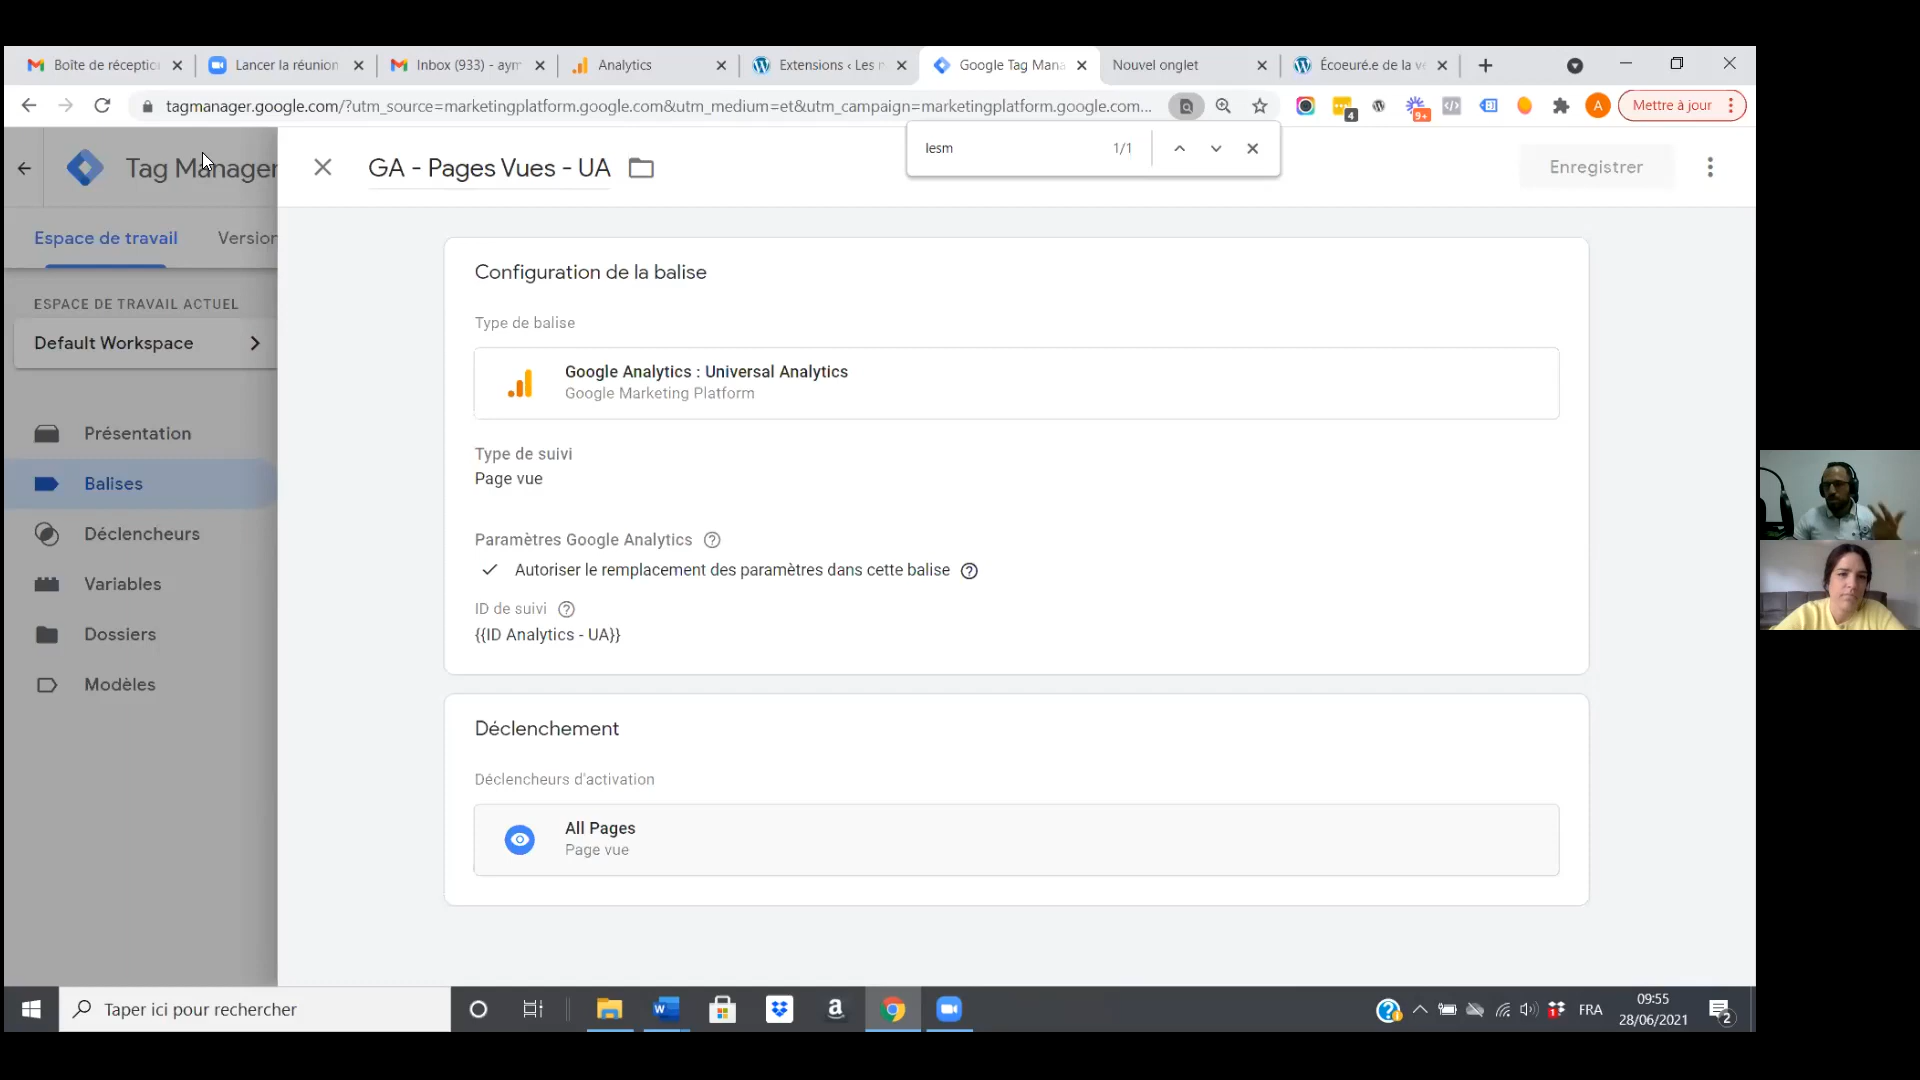 Boîte de réceptio
Lancer la réunion
Inbox (933) - aym
Analytics
Extensions ‹ Les n
Google Tag Mana
Nouvel onglet
Écoeuré.e de la ve
tagmanager.google.com/?utm_source=marketingplatform.google.com&utm_medium=et&utm_campaign=marketingplatform.google.com...
4
9+
A
Mettre à jour
lesm
1/1
Tag Manager
GA - Pages Vues - UA
Enregistrer
Espace de travail
Version
ESPACE DE TRAVAIL ACTUEL
Default Workspace
Présentation
Balises
Déclencheurs
Variables
Dossiers
Modèles
Configuration de la balise
Type de balise
Google Analytics : Universal Analytics
Google Marketing Platform
Type de suivi
Page vue
Paramètres Google Analytics
Autoriser le remplacement des paramètres dans cette balise
ID de suivi
{{ID Analytics - UA}}
Déclenchement
Déclencheurs d'activation
All Pages
Page vue
Taper ici pour rechercher
FRA
09:55
28/06/2021
2